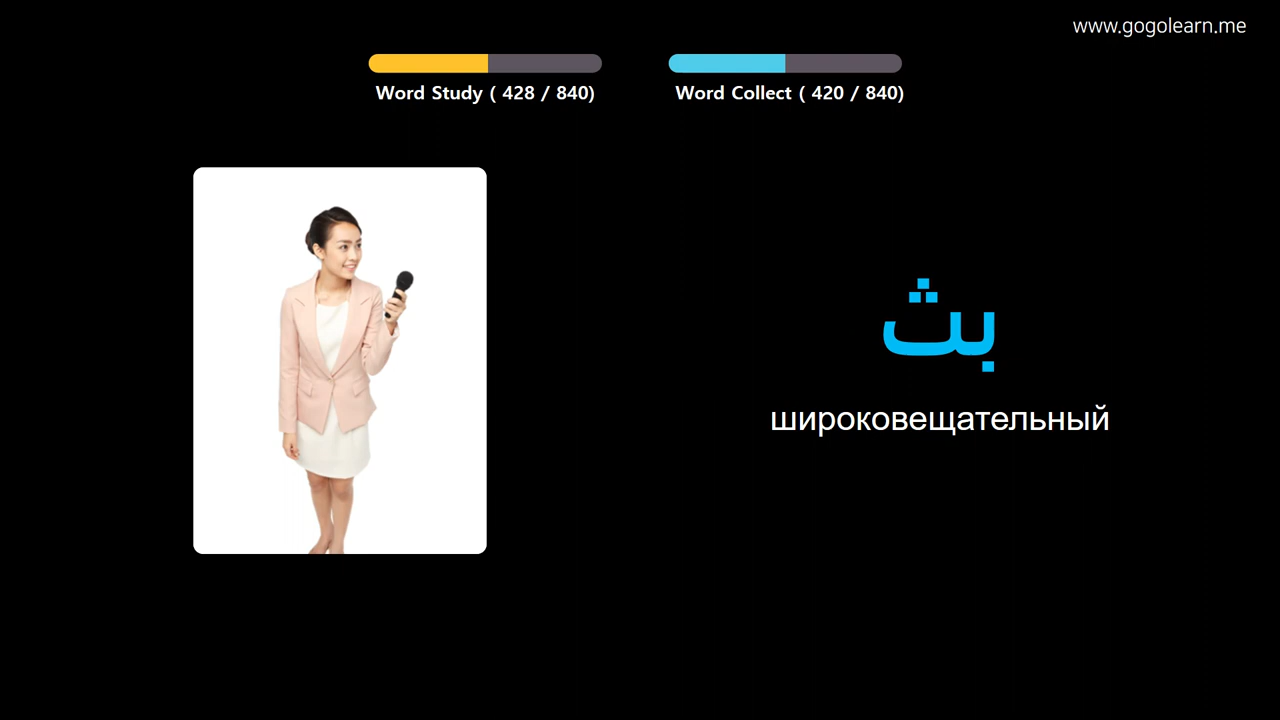 www.gogolearn.me
Word Study ( 428 / 840)
Word Collect ( 420 / 840)
بث
широковещательный